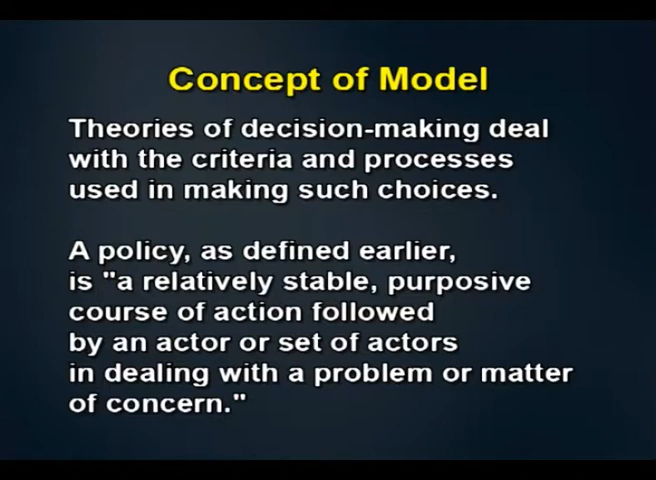 Concept of Model
Theories of decision-making deal
with the criteria and processes
used in making such choices.
A policy, as defined earlier,
is "a relatively stable, purposive
course of action followed
by an actor or set of actors
in dealing with a problem or matter
of concern."